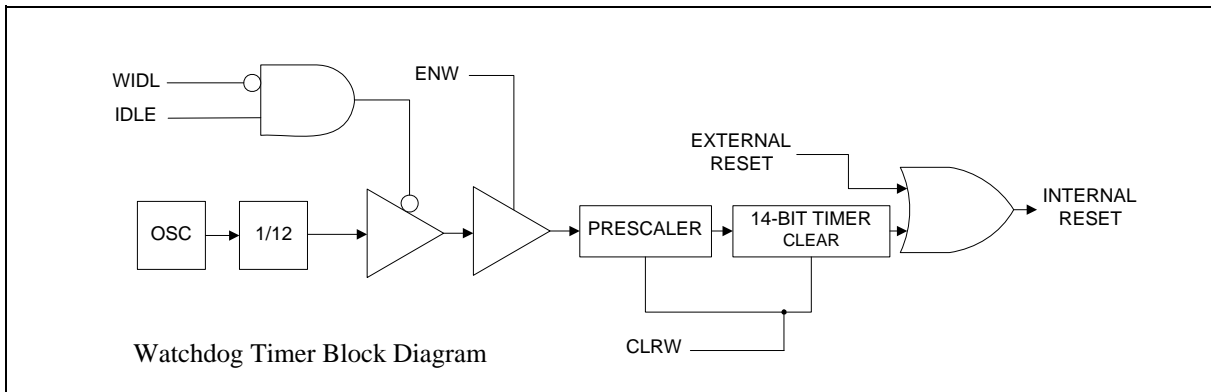 WIDL
IDLE
ENW
EXTERNAL
RESET
INTERNAL
RESET
OSC
1/12
PRESCALER
14-BIT TIMER
CLEAR
CLRW
Watchdog Timer Block Diagram